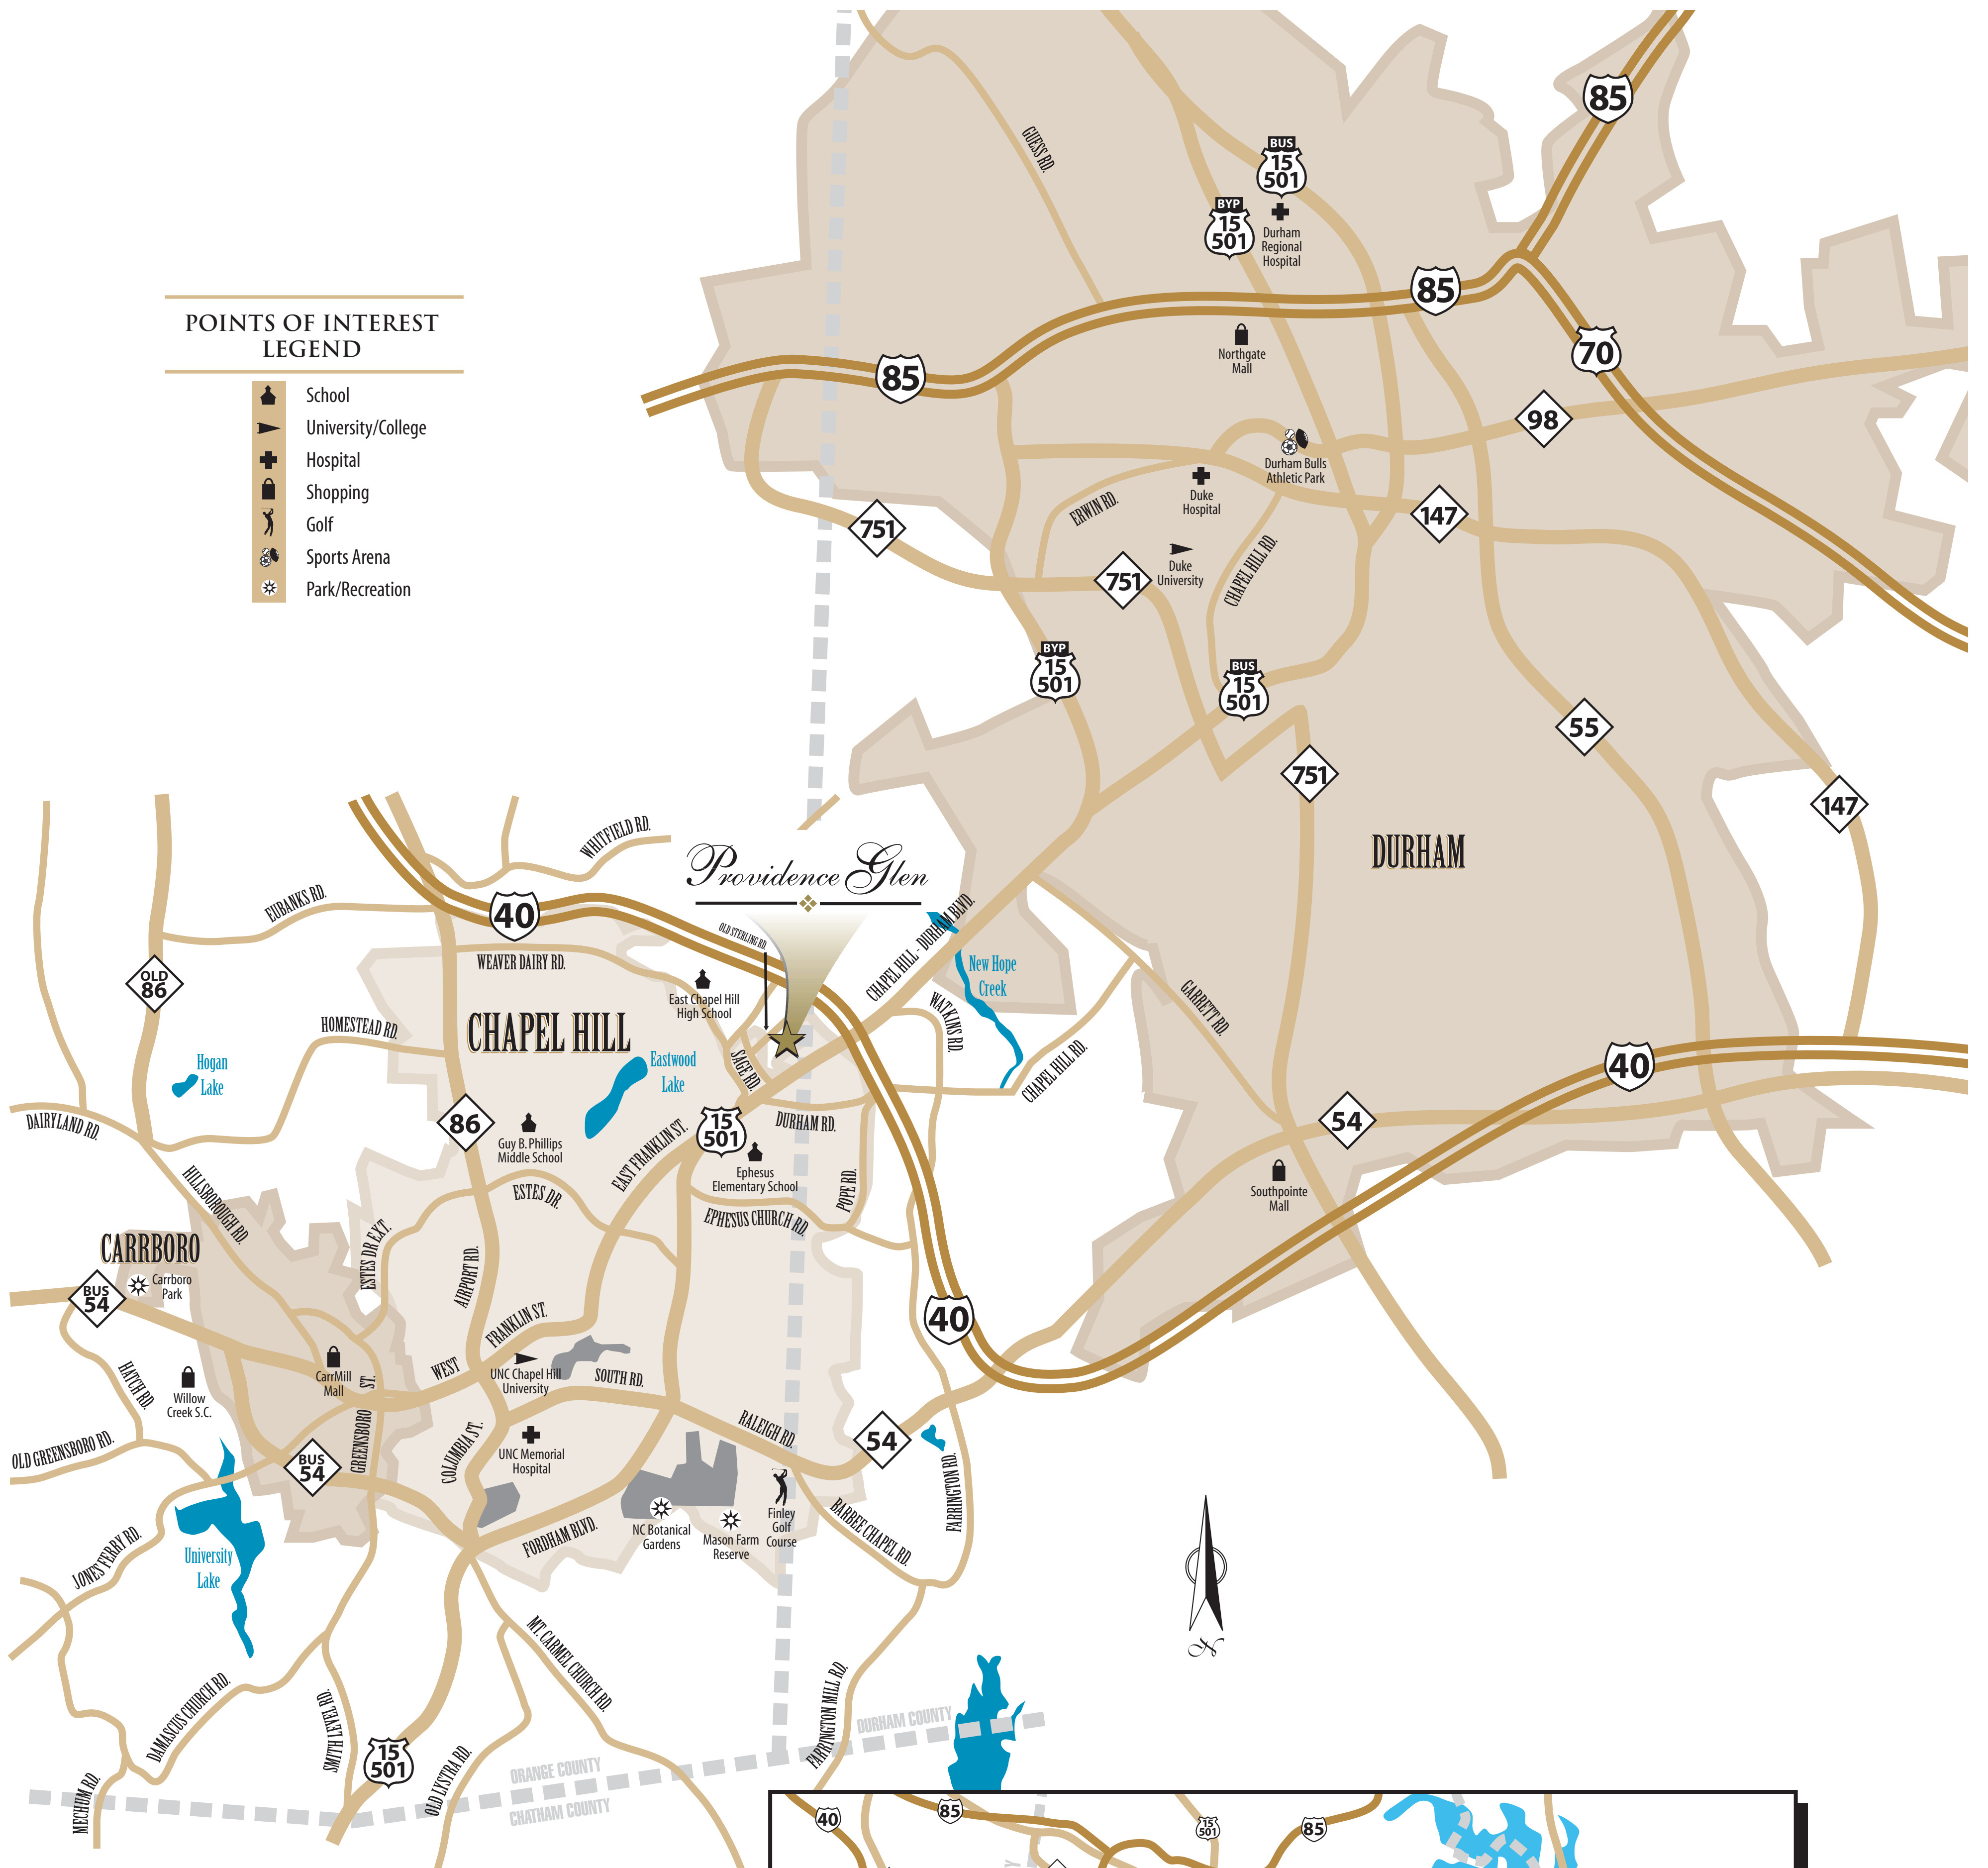 GUESS RD.
85
BUS
15
501
BYP
15
501
Durham
Regional
Hospital
85
70
POINTS OF INTEREST
LEGEND
School
University/College
Hospital
Shopping
Golf
Sports Arena
Park/Recreation
85
Northgate
Mall
98
Durham Bulls
Athletic Park
Duke
Hospital
ERWIN RD.
147
751
751
Duke
University
CHAPEL HILL RD.
BYP
15
501
BUS
15
501
55
751
147
DURHAM
WHITFIELD RD.
Providence Glen
EUBANKS RD.
40
OLD STERLING RD.
CHAPEL HILL - DURHAM BLVD.
WEAVER DAIRY RD.
New Hope
Creek
OLD
86
East Chapel Hill
High School
WATKINS RD.
GARRETT RD.
HOMESTEAD RD.
CHAPEL HILL
Hogan
Lake
Eastwood
Lake
SAGE RD.
CHAPEL HILL RD.
40
DAIRYLAND RD.
86
Guy B. Phillips
Middle School
15
501
DURHAM RD.
54
EAST FRANKLIN ST.
Ephesus
Elementary School
POPE RD.
Southpointe
Mall
HILLSBOROUGH RD.
ESTES DR.
EPHESUS CHURCH RD.
CARRBORO
ESTES DR EXT.
AIRPORT RD.
Carrboro
Park
BUS
54
40
WEST
FRANKLIN ST.
HATCH RD.
Willow
Creek S.C.
CarrMill
Mall
UNC Chapel Hill
University
SOUTH RD.
GREENSBORO
ST.
COLUMBIA ST.
RALEIGH RD.
54
OLD GREENSBORO RD.
BUS
54
UNC Memorial
Hospital
FARRINGTON RD.
JONES FERRY RD.
University
Lake
FORDHAM BLVD.
NC Botanical
Gardens
Mason Farm
Reserve
Finley
Golf
Course
BARBEE CHAPEL RD.
N
MT. CARMEL CHURCH RD.
DAMASCUS CHURCH RD.
SMITH LEVEL RD.
15
501
OLD LYSTRA RD.
FARRINGTON MILL RD.
DURHAM COUNTY
ORANGE COUNTY
CHATHAM COUNTY
MECHUM RD.
40
85
15
501
85